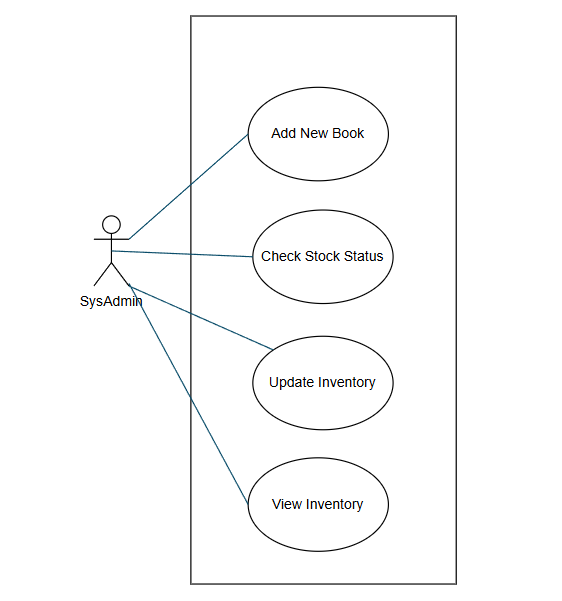 Add New Book
Check Stock Status
SysAdmin
Update Inventory
View Inventory